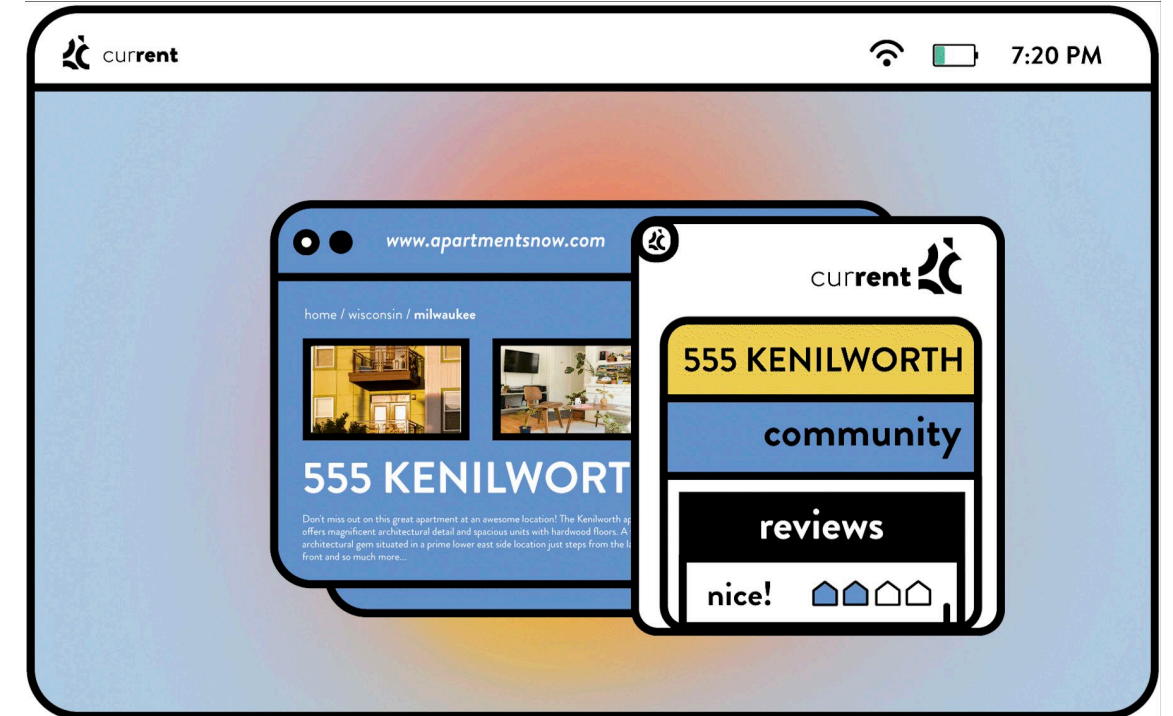 current
7:20 PM
www.apartmentsnow.com
home / wisconsin / milwaukee
555 KENILWORT
Don't miss out on this great apartment at an awesome location! The Kenilworth ap
offers magnificent architectural detail and spacious units with hardwood floors. A
architectural gem situated in a prime lower east side location just steps from the la
front and so much more...
current
555 KENILWORTH
community
reviews
nice!